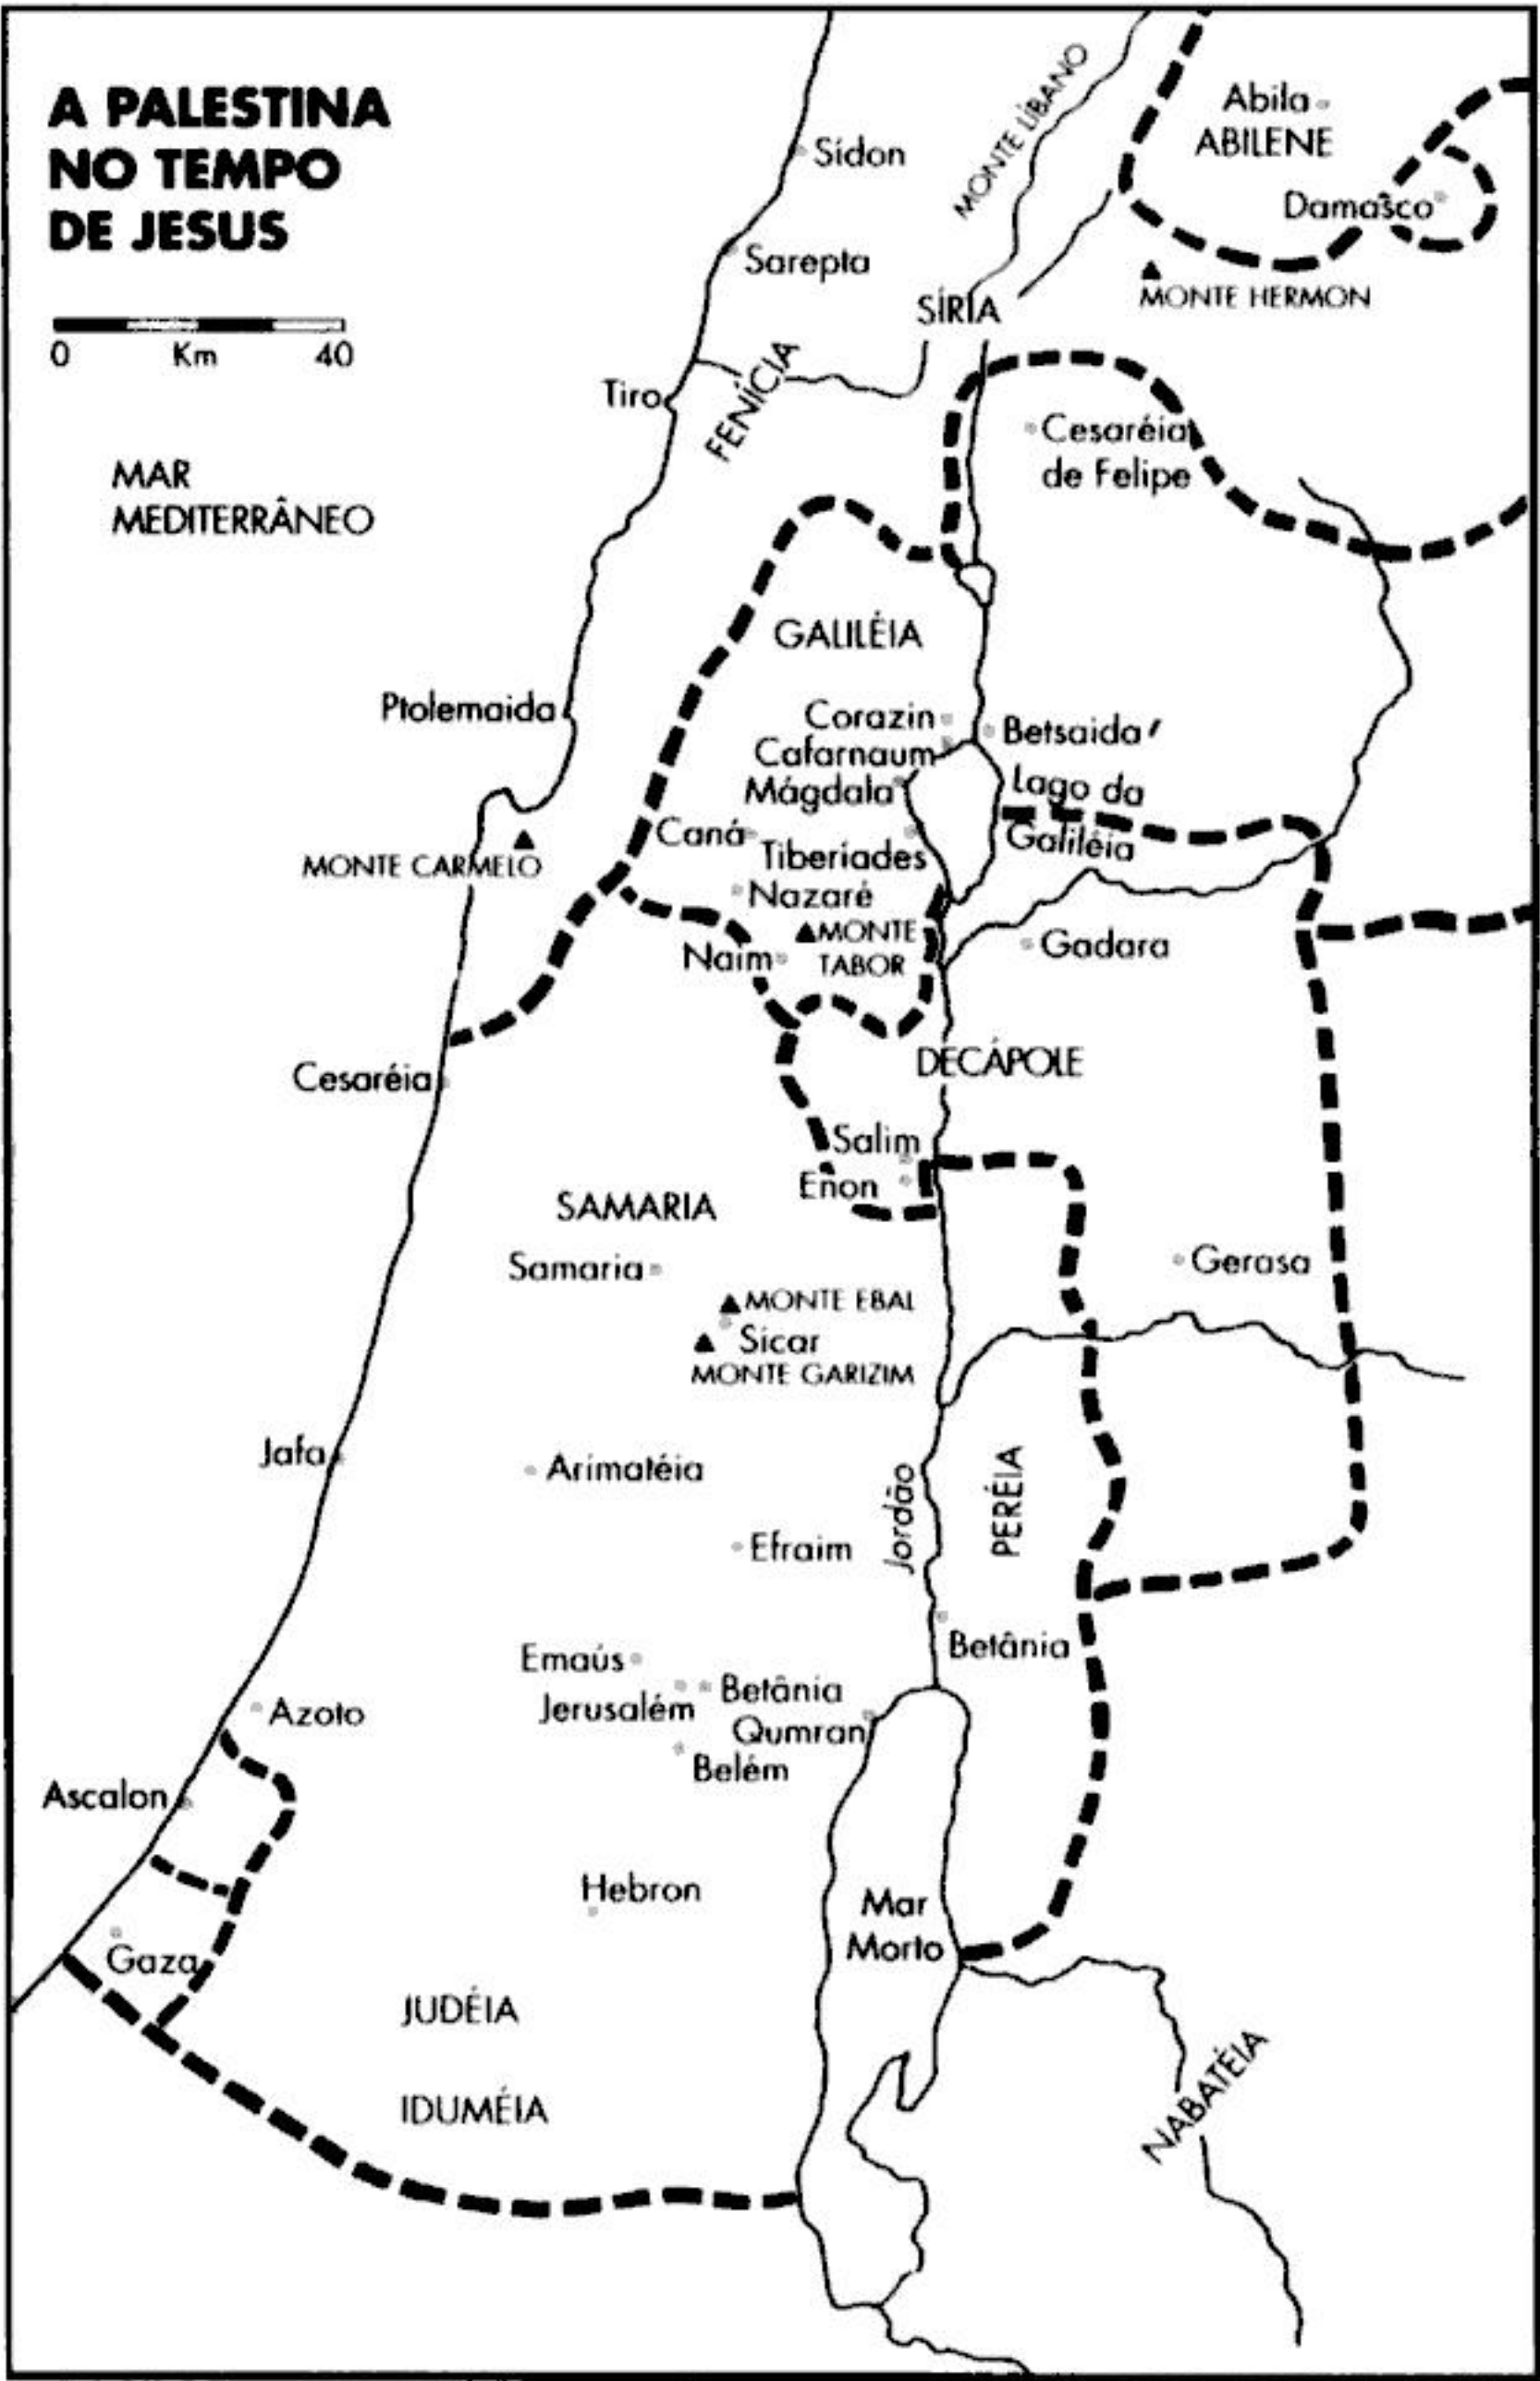 A PALESTINA
NO TEMPO
DE JESUS
0 Km 40
MONTE LÍBANO
Abila
ABILENE
Sídon
Damasco
Sarepta
MONTE HERMON
SÍRIA
FENÍCIA
Tiro
Cesaréia
de Felipe
MAR
MEDITERRÂNEO
GALILÉIA
Ptolemaida
Corazin
Betsaida
Cafarnaum
Mágdala
Lago da
Galiléia
Caná
Tiberíades
MONTE CARMELO
Nazaré
MONTE
TABOR
Naim
Gadara
DECÁPOLE
Cesaréia
Salim
Enon
SAMARIA
Samaria
Gerasa
MONTE EBAL
Sicar
MONTE GARIZIM
Jafa
Arimatéia
Jordão
PERÉIA
Efraim
Betânia
Emaús
Betânia
Jerusalém
Qumran
Azoto
Belém
Ascalon
Hebron
Mar
Morto
Gaza
JUDÉIA
IDUMÉIA
NABATÉIA